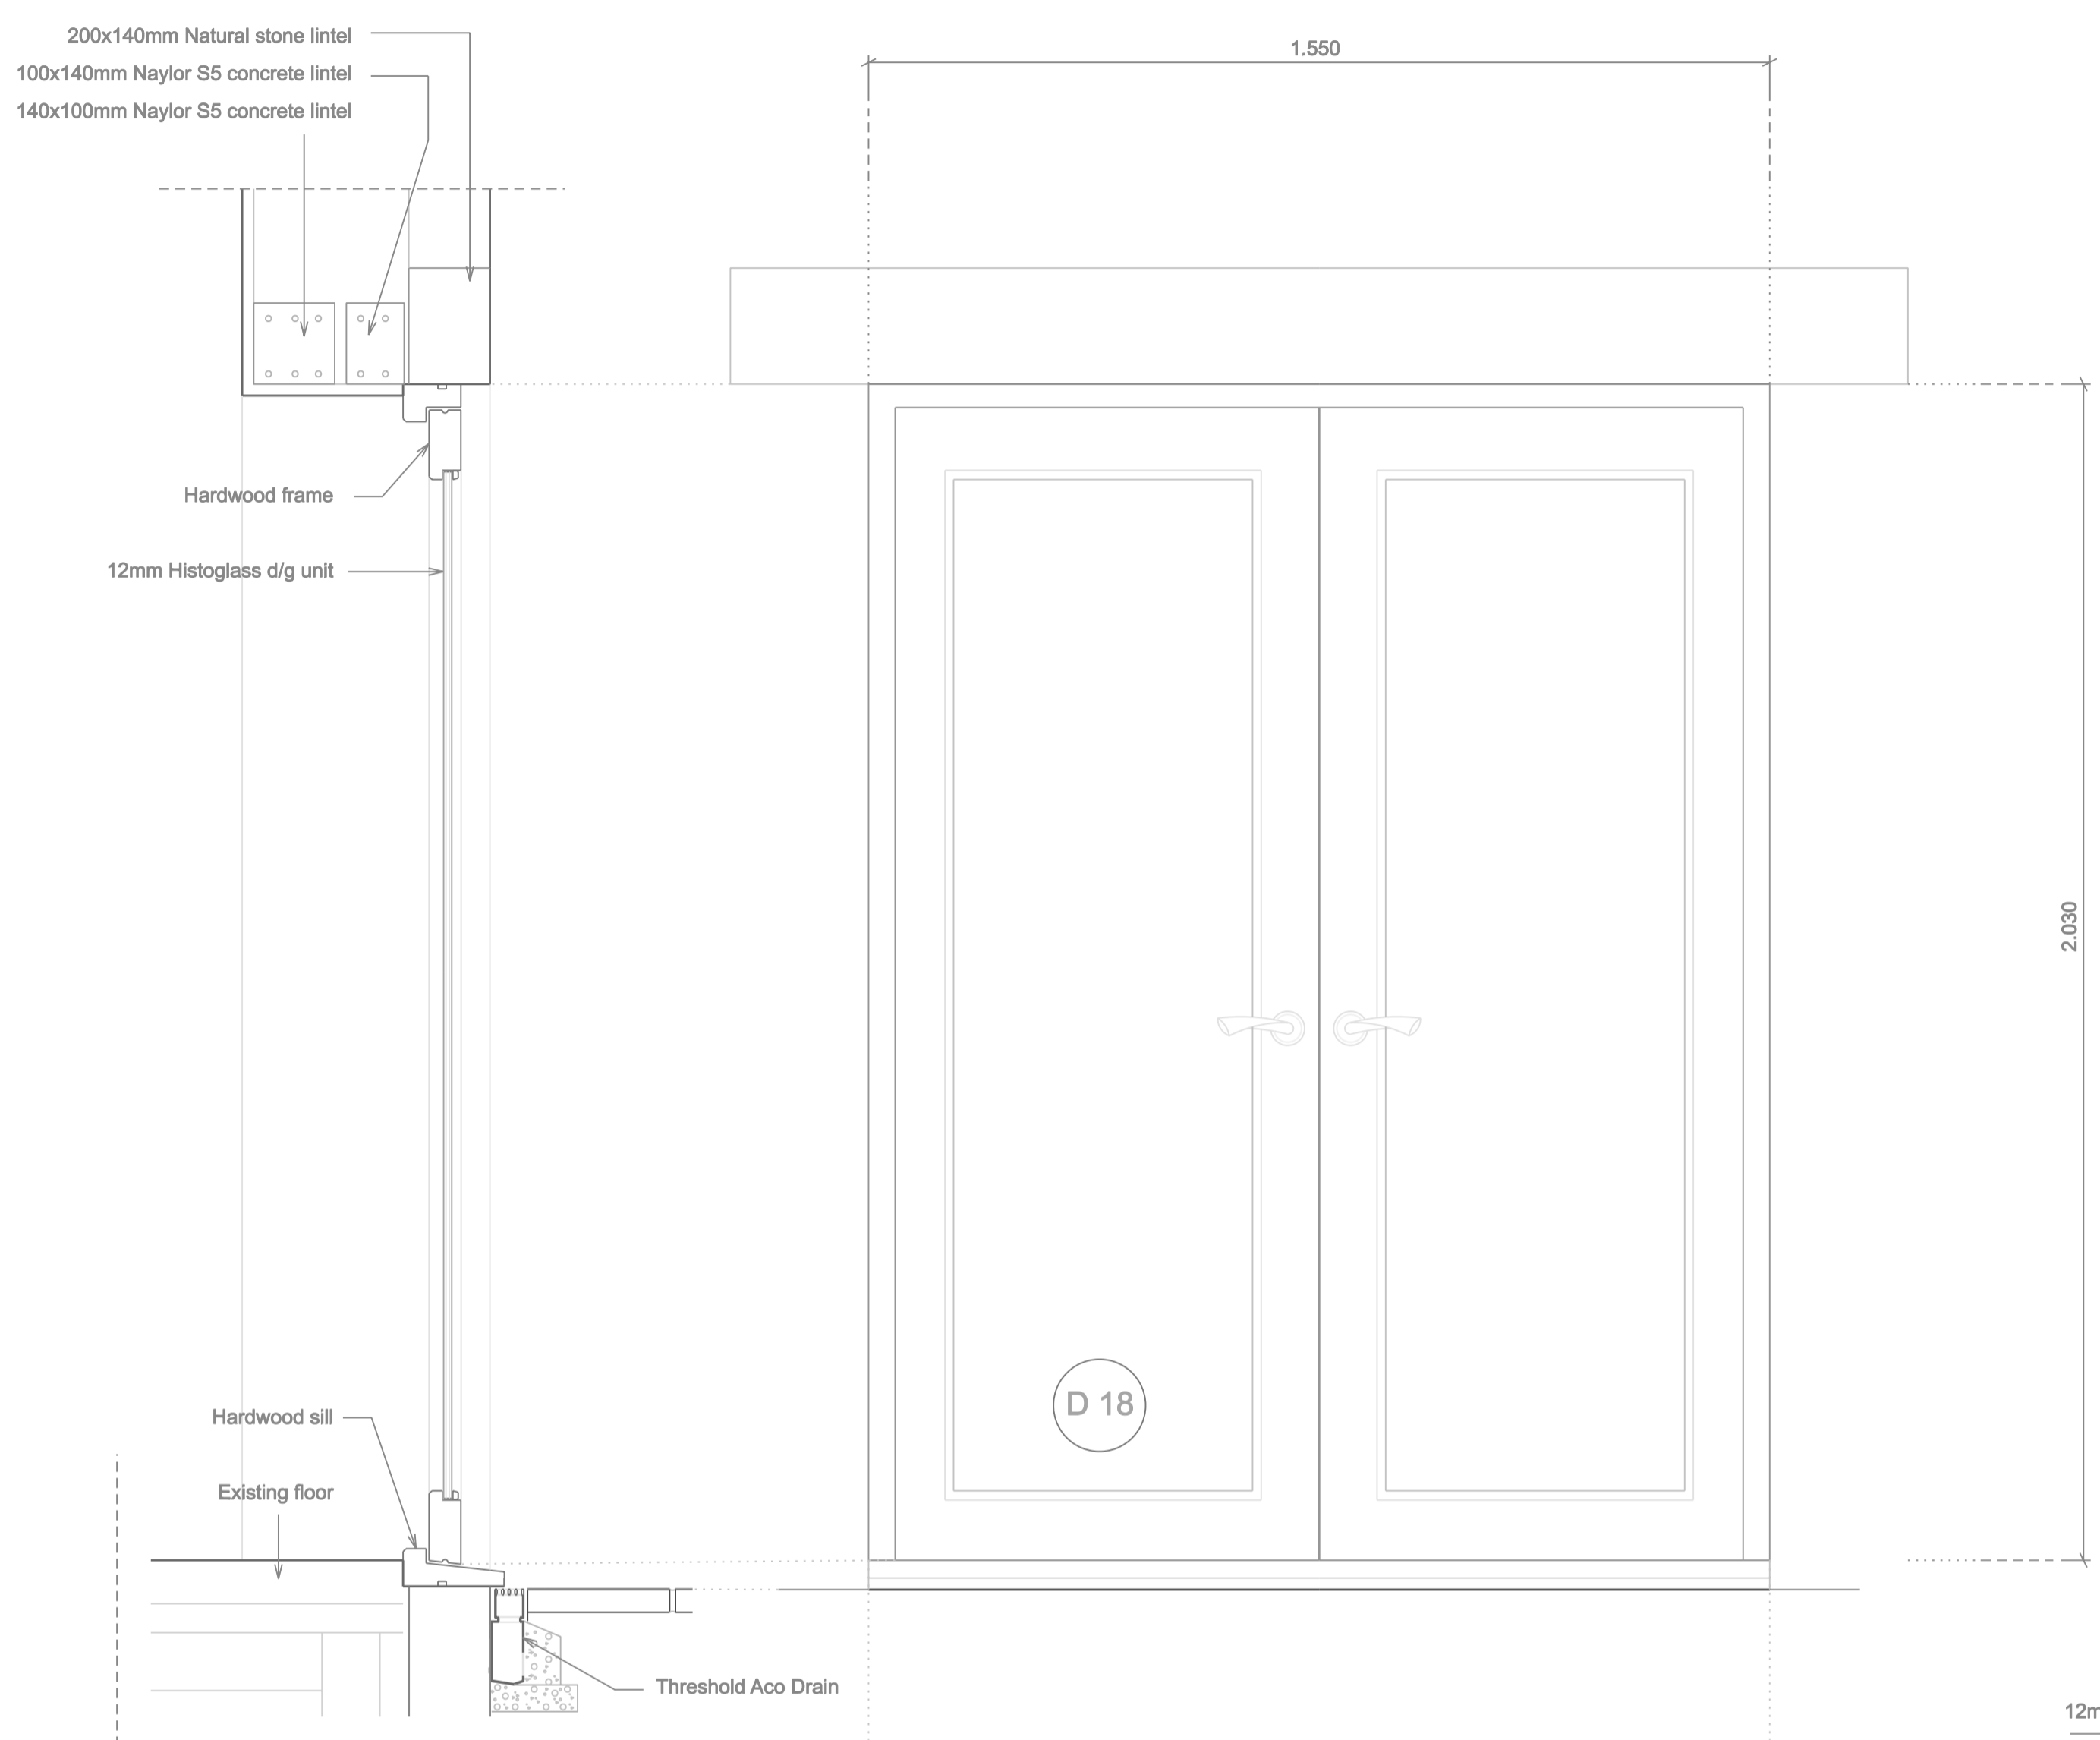 200x140mm Natural stone lintel
100x140mm Naylor S5 concrete lintel
140x100mm Naylor S5 concrete lintel
1.550
Hardwood frame
12mm Histoglass d/g unit
2.030
D 18
Hardwood sill
Existing floor
Threshold Aco Drain